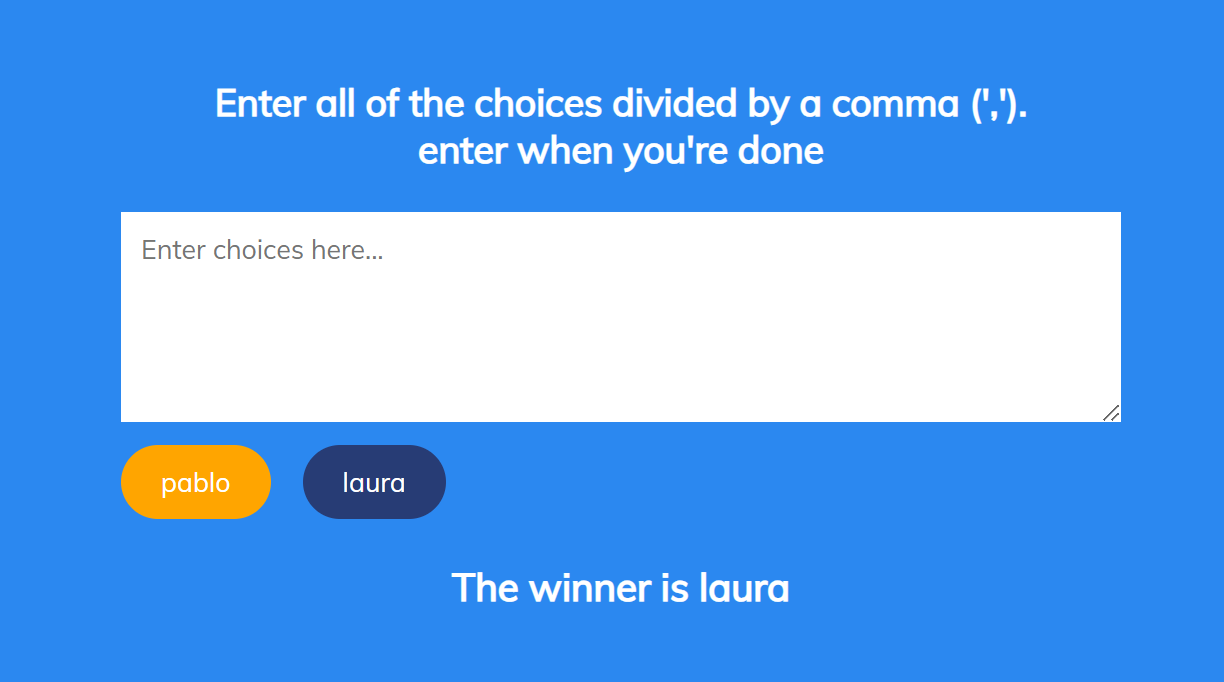 Enter all of the choices divided by a comma (',').
enter when you're done
Enter choices here...
pablo laura
The winner is laura